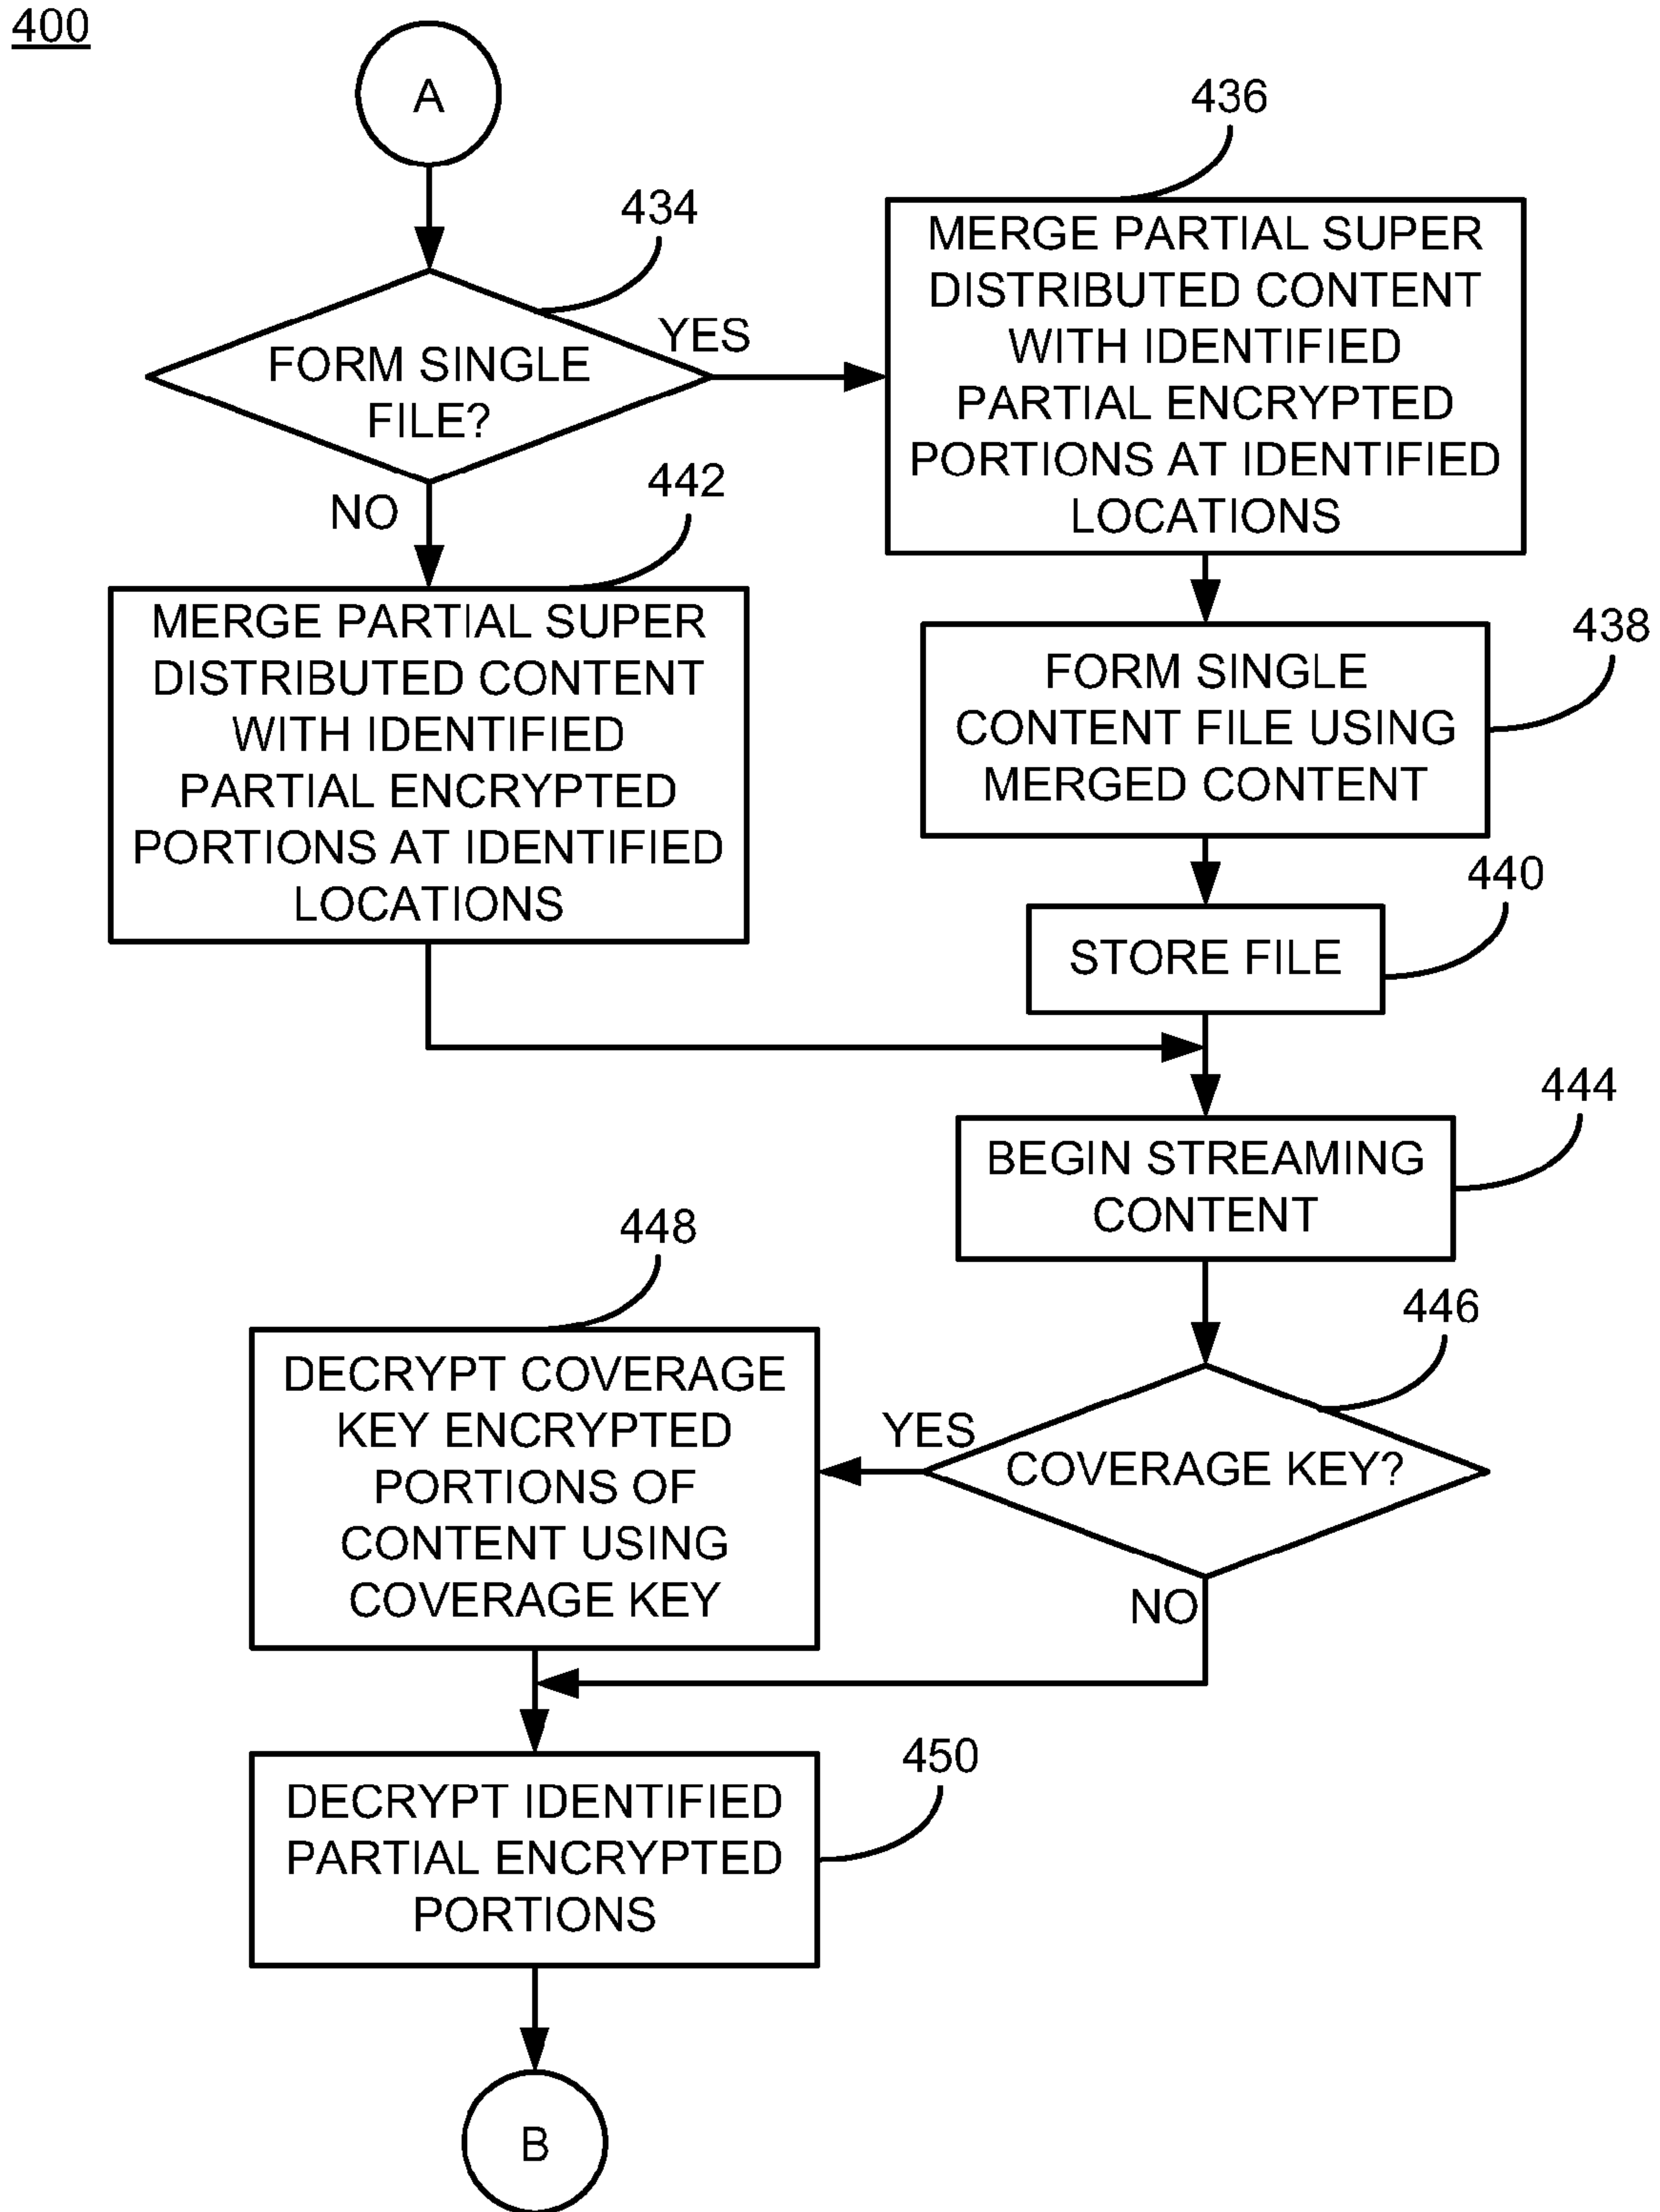 400
A
434
FORM SINGLE
FILE?
YES
NO
436
MERGE PARTIAL SUPER
DISTRIBUTED CONTENT
WITH IDENTIFIED
PARTIAL ENCRYPTED
PORTIONS AT IDENTIFIED
LOCATIONS
442
MERGE PARTIAL SUPER
DISTRIBUTED CONTENT
WITH IDENTIFIED
PARTIAL ENCRYPTED
PORTIONS AT IDENTIFIED
LOCATIONS
438
FORM SINGLE
CONTENT FILE USING
MERGED CONTENT
440
STORE FILE
444
BEGIN STREAMING
CONTENT
446
COVERAGE KEY?
YES
NO
448
DECRYPT COVERAGE
KEY ENCRYPTED
PORTIONS OF
CONTENT USING
COVERAGE KEY
450
DECRYPT IDENTIFIED
PARTIAL ENCRYPTED
PORTIONS
B